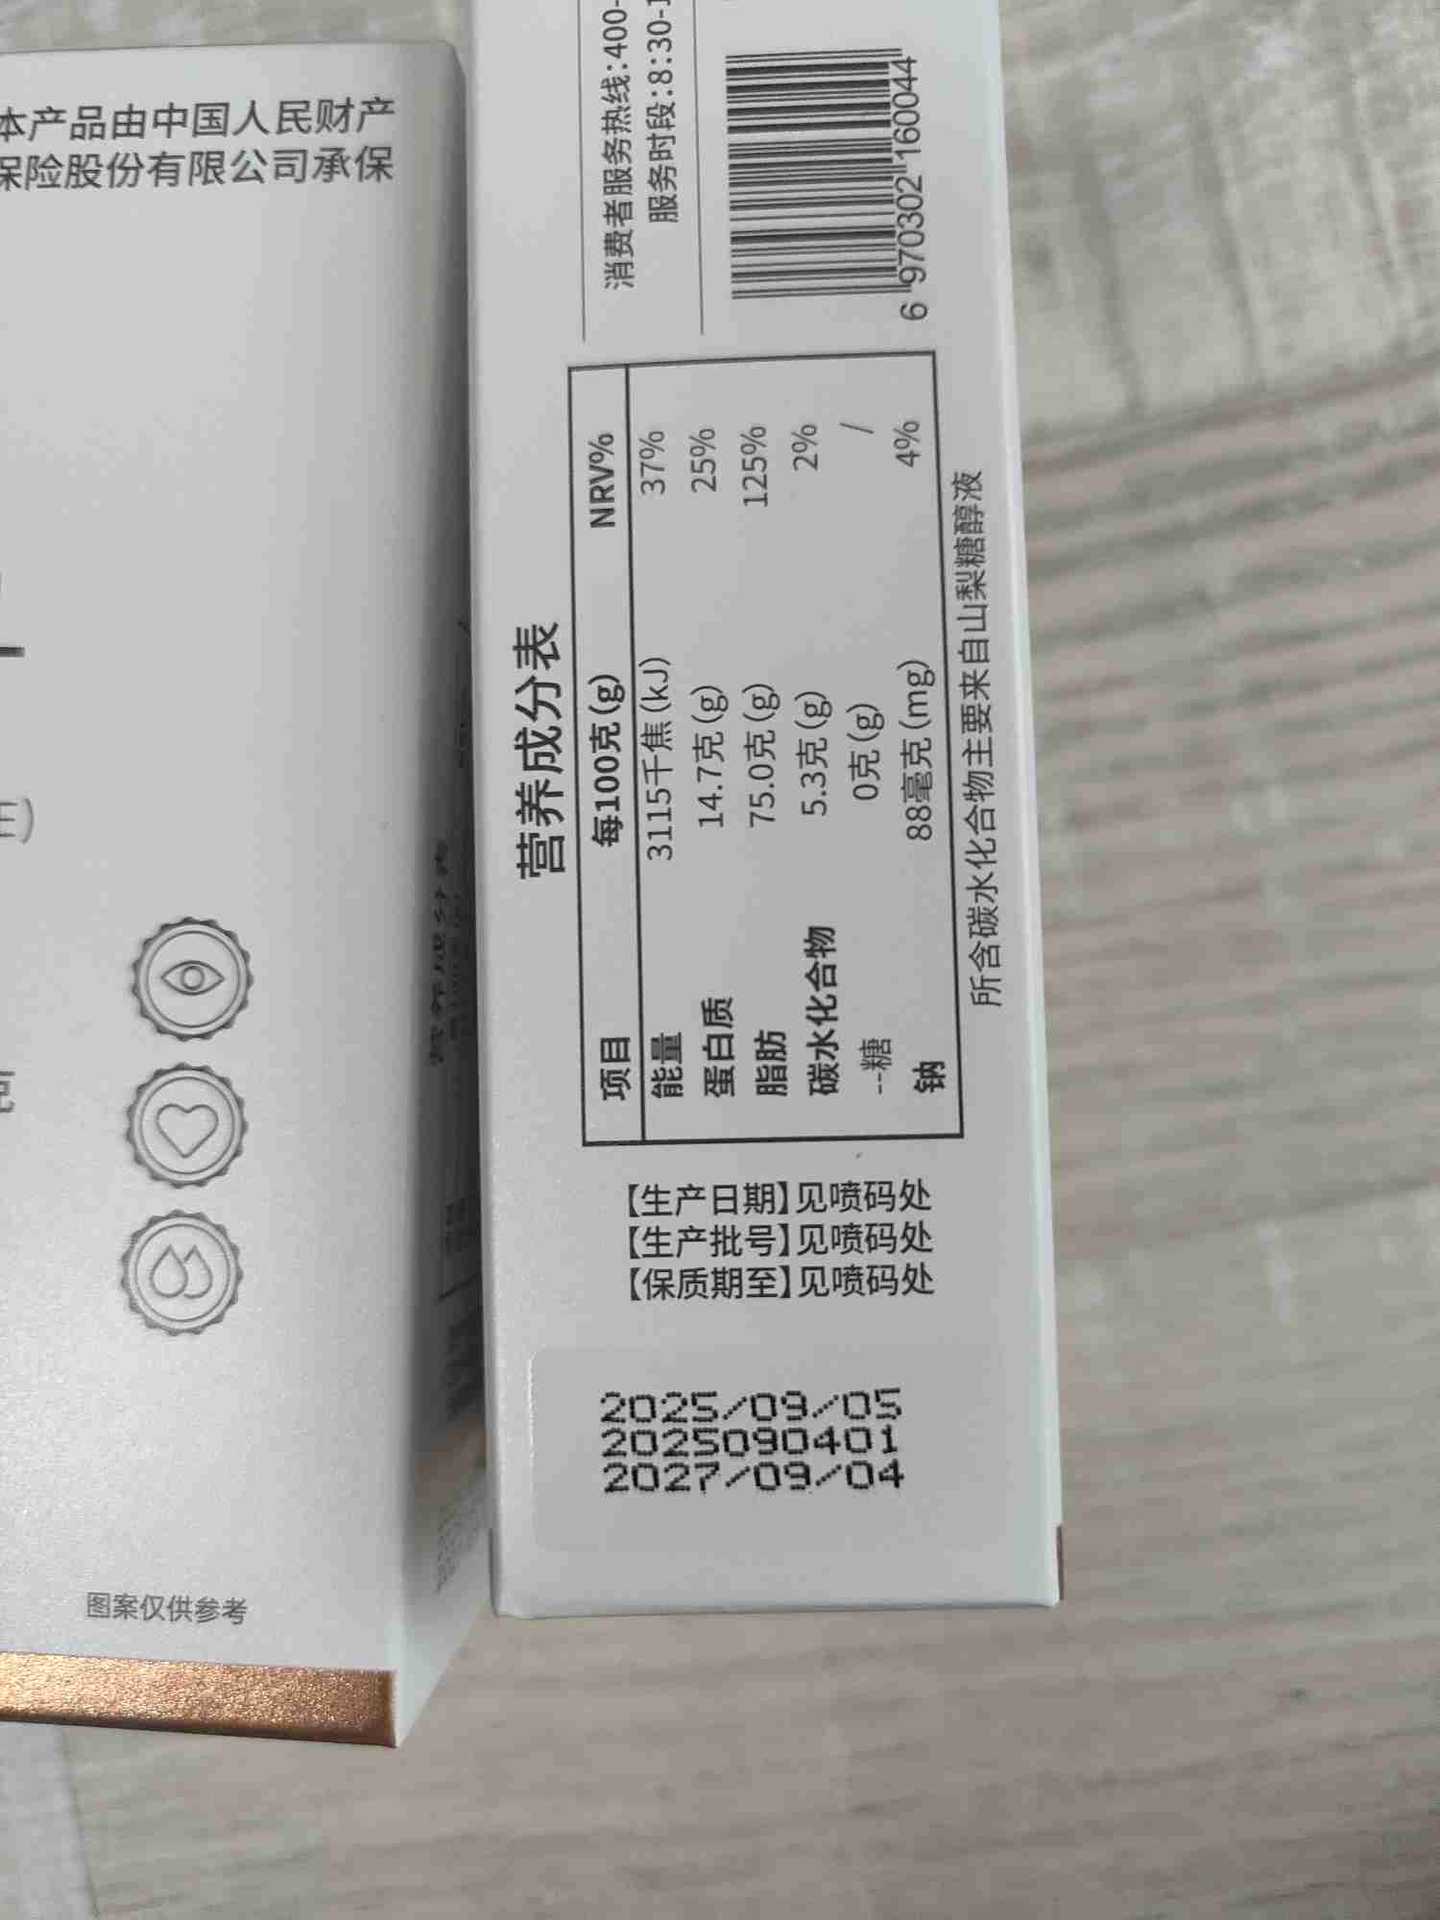 本产品由中国人民财产
保险股份有限公司承保
图案仅供参考
消费者服务热线:400-
服务时段:8:30-1
6 970302 160044
营养成分表
项目 每100克(g) NRV%
能量 3115千焦(kJ) 37%
蛋白质 14.7克(g) 25%
脂肪 75.0克(g) 125%
碳水化合物 5.3克(g) 2%
--糖 0克(g) /
钠 88毫克(mg) 4%
所含碳水化合物主要来自山梨糖醇液
【生产日期】见喷码处
【生产批号】见喷码处
【保质期至】见喷码处
2025/09/05
2025090401
2027/09/04